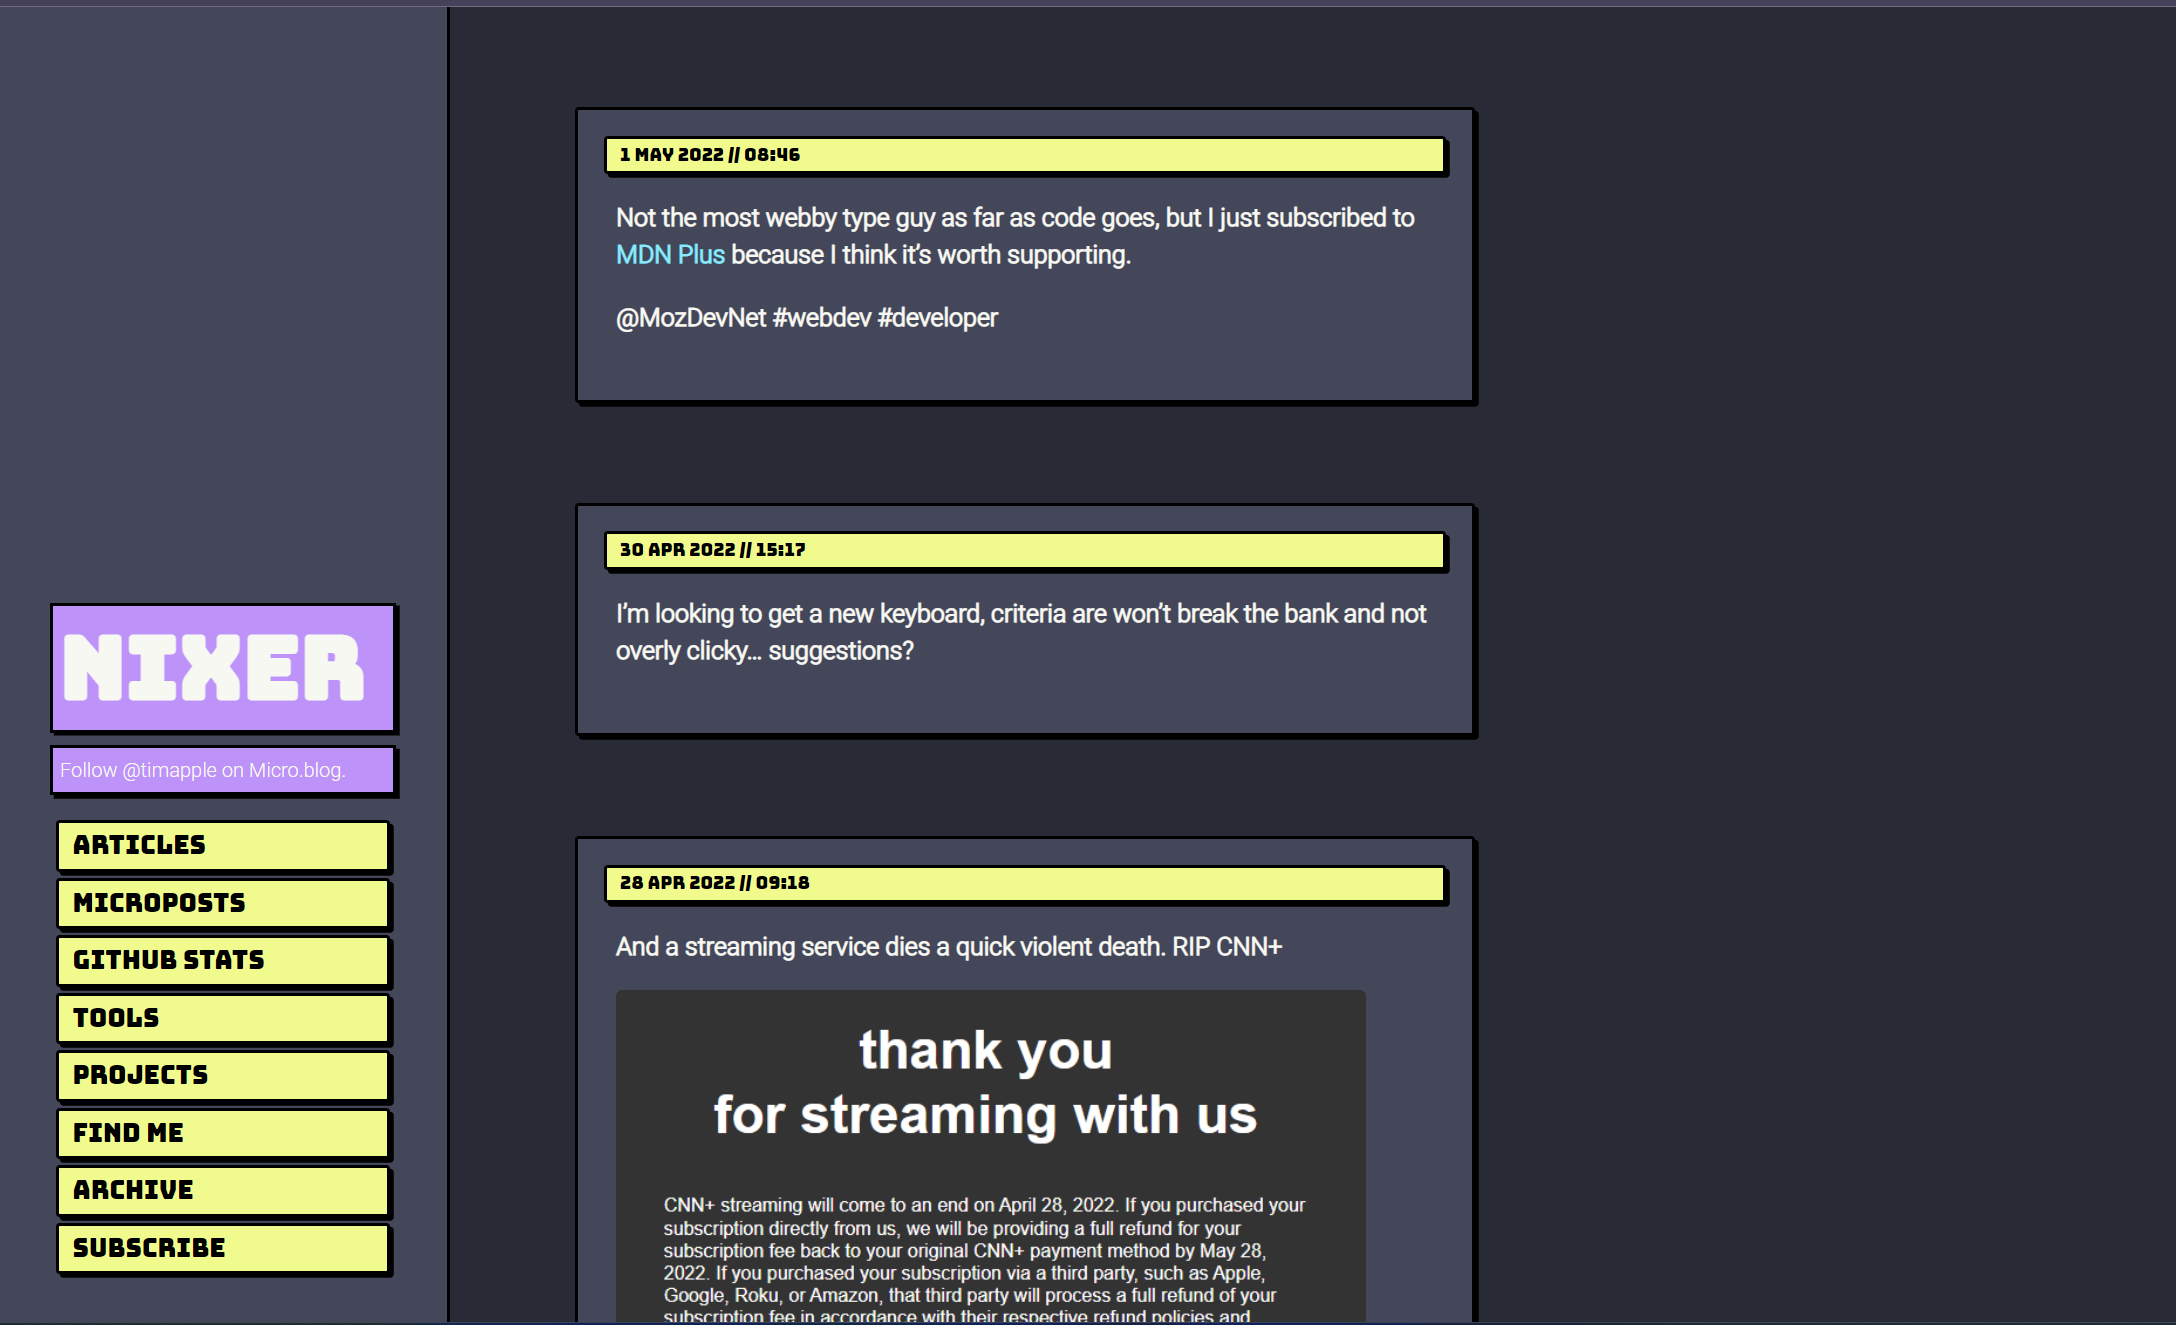 NIXER
Follow @timapple on Micro.blog.
ARTICLES
MICROPOSTS
GITHUB STATS
TOOLS
PROJECTS
FIND ME
ARCHIVE
SUBSCRIBE
1 MAY 2022 // 08:46
Not the most webby type guy as far as code goes, but I just subscribed to
MDN Plus because I think it’s worth supporting.
@MozDevNet #webdev #developer
30 APR 2022 // 15:17
I’m looking to get a new keyboard, criteria are won’t break the bank and not
overly clicky… suggestions?
28 APR 2022 // 09:18
And a streaming service dies a quick violent death. RIP CNN+
thank you
for streaming with us
CNN+ streaming will come to an end on April 28, 2022. If you purchased your
subscription directly from us, we will be providing a full refund for your
subscription fee back to your original CNN+ payment method by May 28,
2022. If you purchased your subscription via a third party, such as Apple,
Google, Roku, or Amazon, that third party will process a full refund of your
subscription fee in accordance with their respective refund policies and